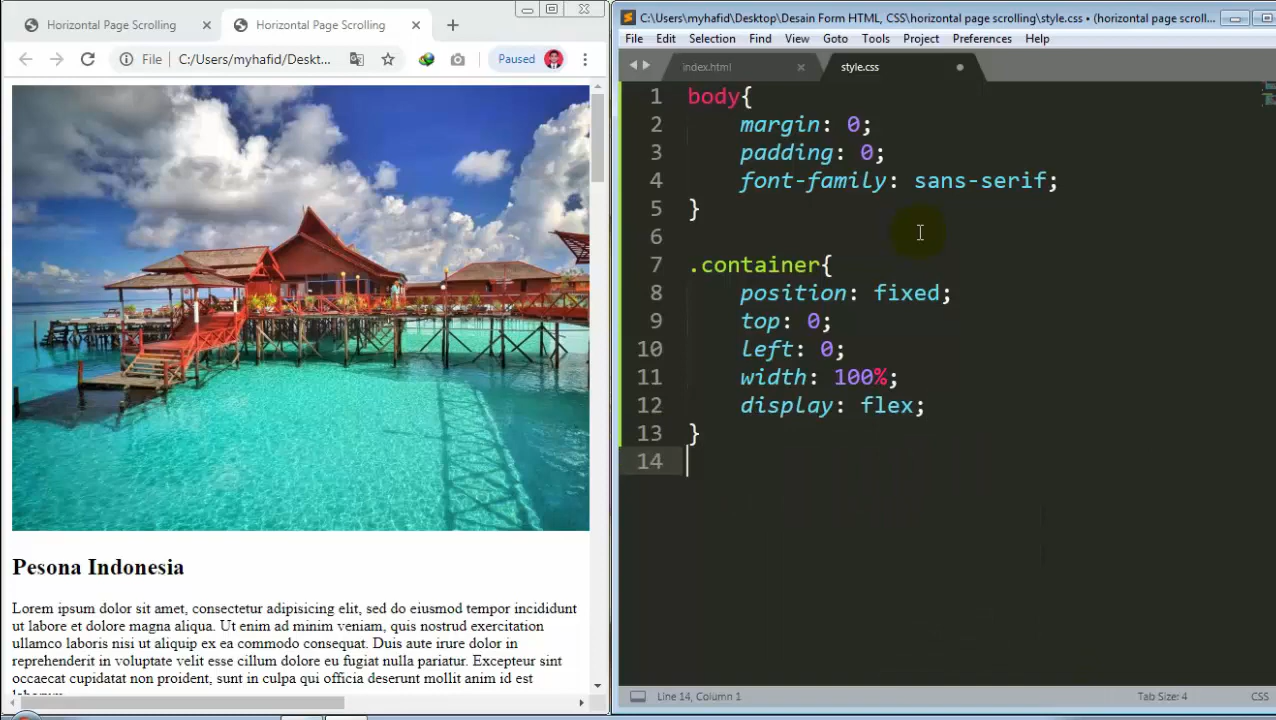 Horizontal Page Scrolling
Horizontal Page Scrolling
File
C:/Users/myhafid/Deskt...
Paused
Pesona Indonesia
Lorem ipsum dolor sit amet, consectetur adipisicing elit, sed do eiusmod tempor incididunt
ut labore et dolore magna aliqua. Ut enim ad minim veniam, quis nostrud exercitation
ullamco laboris nisi ut aliquip ex ea commodo consequat. Duis aute irure dolor in
reprehenderit in voluptate velit esse cillum dolore eu fugiat nulla pariatur. Excepteur sint
occaecat cupidatat non proident, sunt in culpa qui officia deserunt mollit anim id est
C:\Users\myhafid\Desktop\Desain Form HTML, CSS\horizontal page scrolling\style.css • (horizontal page scroll...
File Edit Selection Find View Goto Tools Project Preferences Help
index.html
style.css
1 body{
2 margin: 0;
3 padding: 0;
4 font-family: sans-serif;
5 }
6
7 .container{
8 position: fixed;
9 top: 0;
10 left: 0;
11 width: 100%;
12 display: flex;
13 }
14
Line 14, Column 1
Tab Size: 4
CSS